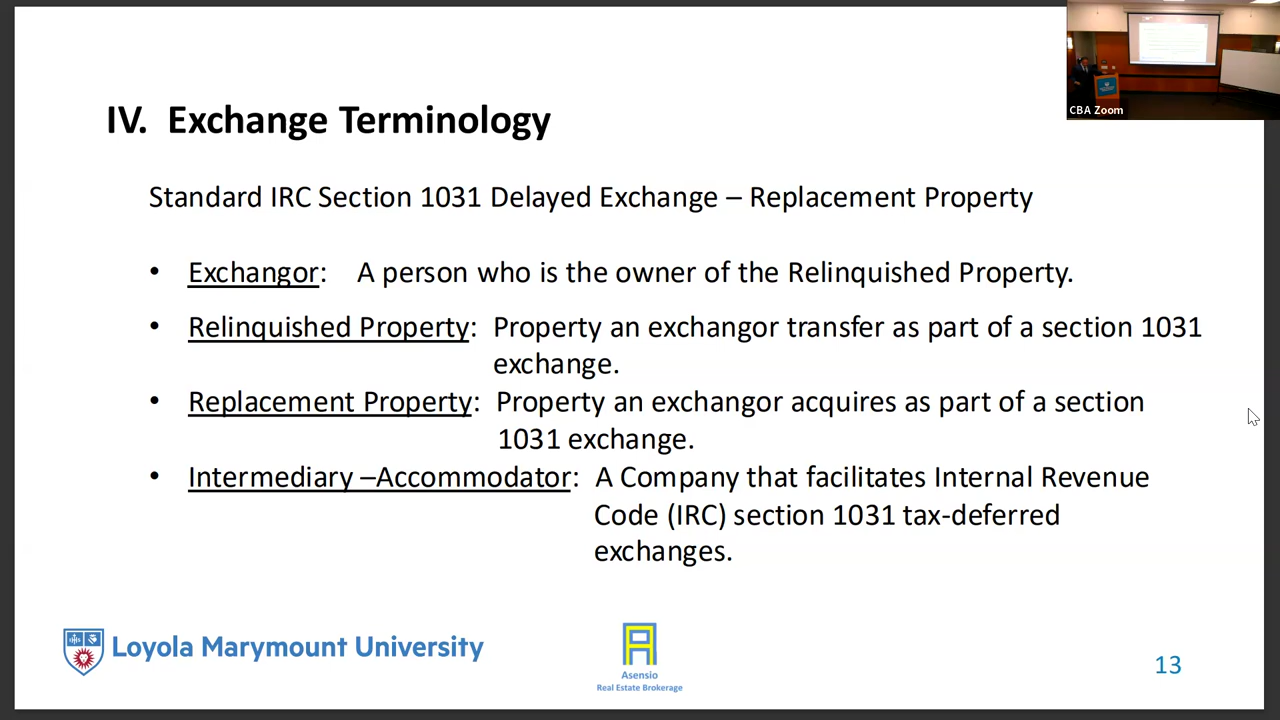 CBA Zoom
IV. Exchange Terminology
Standard IRC Section 1031 Delayed Exchange – Replacement Property
• Exchangor: A person who is the owner of the Relinquished Property.
• Relinquished Property: Property an exchangor transfer as part of a section 1031
exchange.
• Replacement Property: Property an exchangor acquires as part of a section
1031 exchange.
• Intermediary –Accommodator: A Company that facilitates Internal Revenue
Code (IRC) section 1031 tax-deferred
exchanges.
Loyola Marymount University
Asensio
Real Estate Brokerage
13